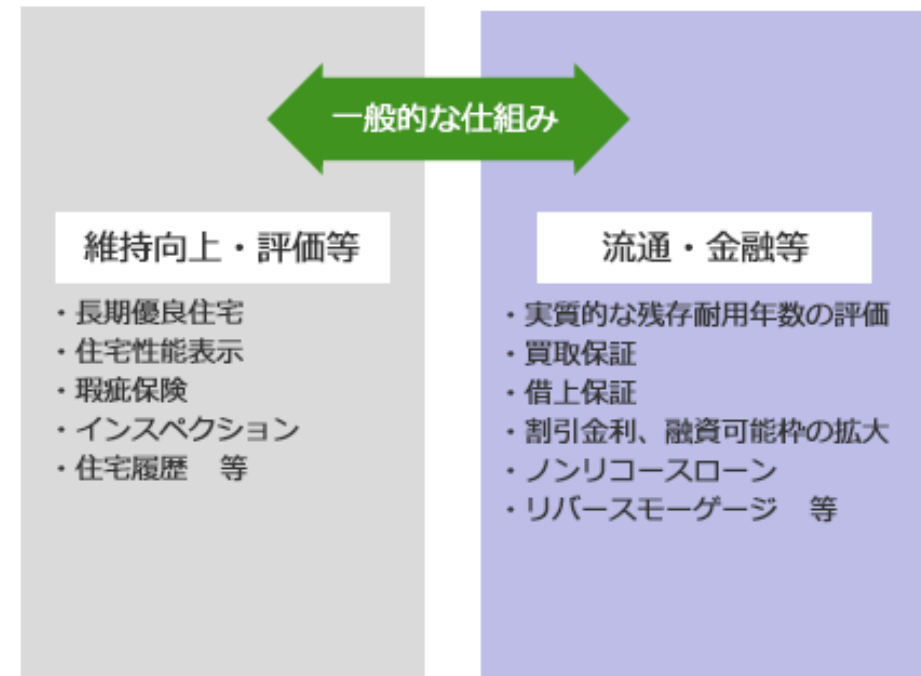 一般的な仕組み
維持向上・評価等
・長期優良住宅
・住宅性能表示
・瑕疵保険
・インスペクション
・住宅履歴　等
流通・金融等
・実質的な残存耐用年数の評価
・買取保証
・借上保証
・割引金利、融資可能枠の拡大
・ノンリコースローン
・リバースモーゲージ　等